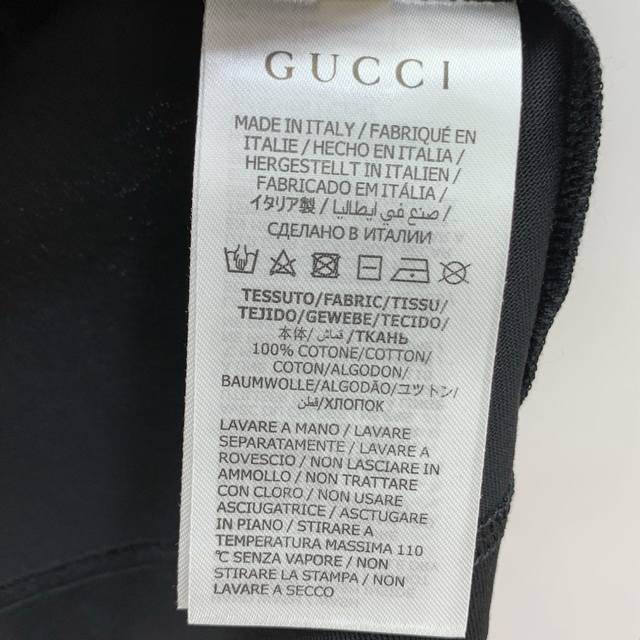 GUCCI
MADE IN ITALY / FABRIQUÉ EN
ITALIE / HECHO EN ITALIA /
HERGESTELLT IN ITALIEN /
FABRICADO EM ITÁLIA /
イタリア製 / صنع في ايطاليا /
СДЕЛАНО В ИТАЛИИ
TESSUTO/FABRIC/TISSU/
TEJIDO/GEWEBE/TECIDO/
本体/ قماش /ТКАНЬ
100% COTONE/COTTON/
COTON/ALGODON/
BAUMWOLLE/ALGODÃO/コットン/
قطن/ХЛОПОК
LAVARE A MANO / LAVARE
SEPARATAMENTE / LAVARE A
ROVESCIO / NON LASCIARE IN
AMMOLLO / NON TRATTARE
CON CLORO / NON USARE
ASCIUGATRICE / ASCTUGARE
IN PIANO / STIRARE A
TEMPERATURA MASSIMA 110
℃ SENZA VAPORE / NON
STIRARE LA STAMPA / NON
LAVARE A SECCO